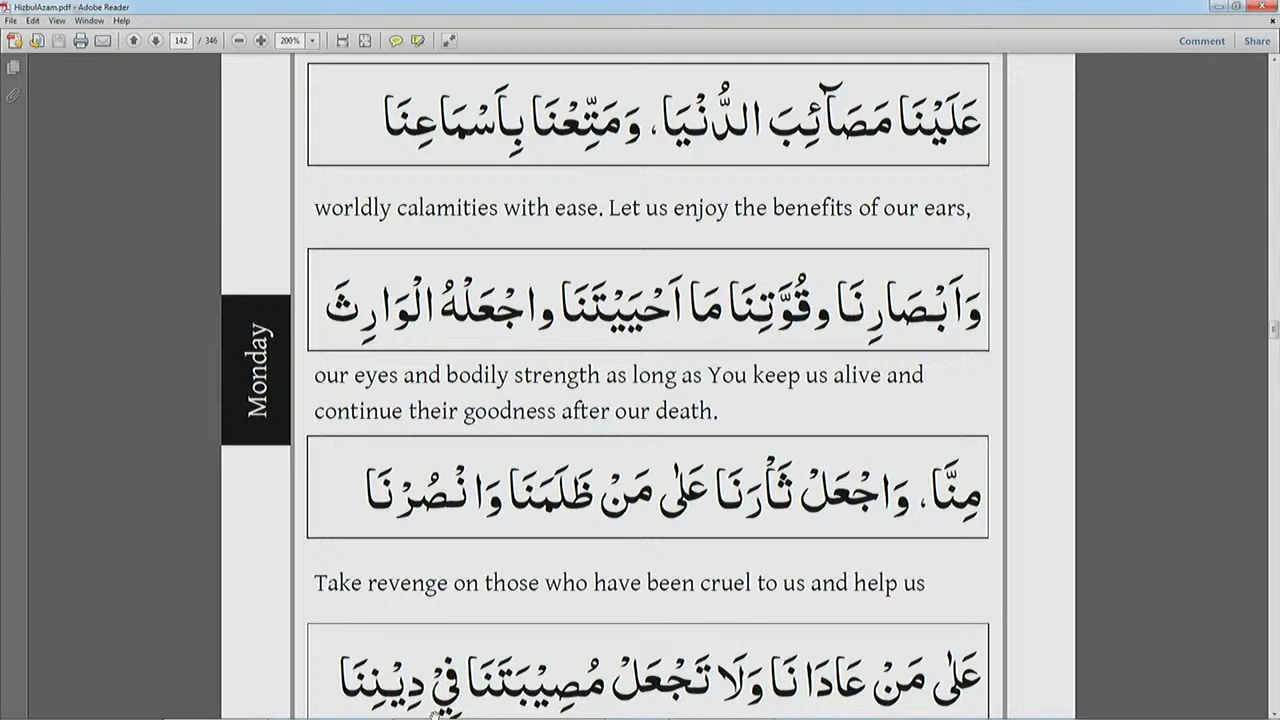 HizbulAzam.pdf - Adobe Reader
File Edit View Window Help
142 / 346 200% Comment Share
عَلَيْنَا مَصَآئِبَ الدُّنْيَا، وَمَتِّعْنَا بِاَسْمَاعِنَا
worldly calamities with ease. Let us enjoy the benefits of our ears,
وَاَبْصَارِنَا وقُوَّتِنَا مَا اَحْيَيْتَنَا واجْعَلْهُ الْوَارِثَ
Monday
our eyes and bodily strength as long as You keep us alive and
continue their goodness after our death.
مِنَّا، وَاجْعَلْ ثَأْرَنَا عَلٰى مَنْ ظَلَمَنَا وَانْصُرْنَا
Take revenge on those who have been cruel to us and help us
عَلٰى مَنْ عَادَانَا وَلَا تَجْعَلْ مُصِيْبَتَنَا فِيْ دِيْنِنَا